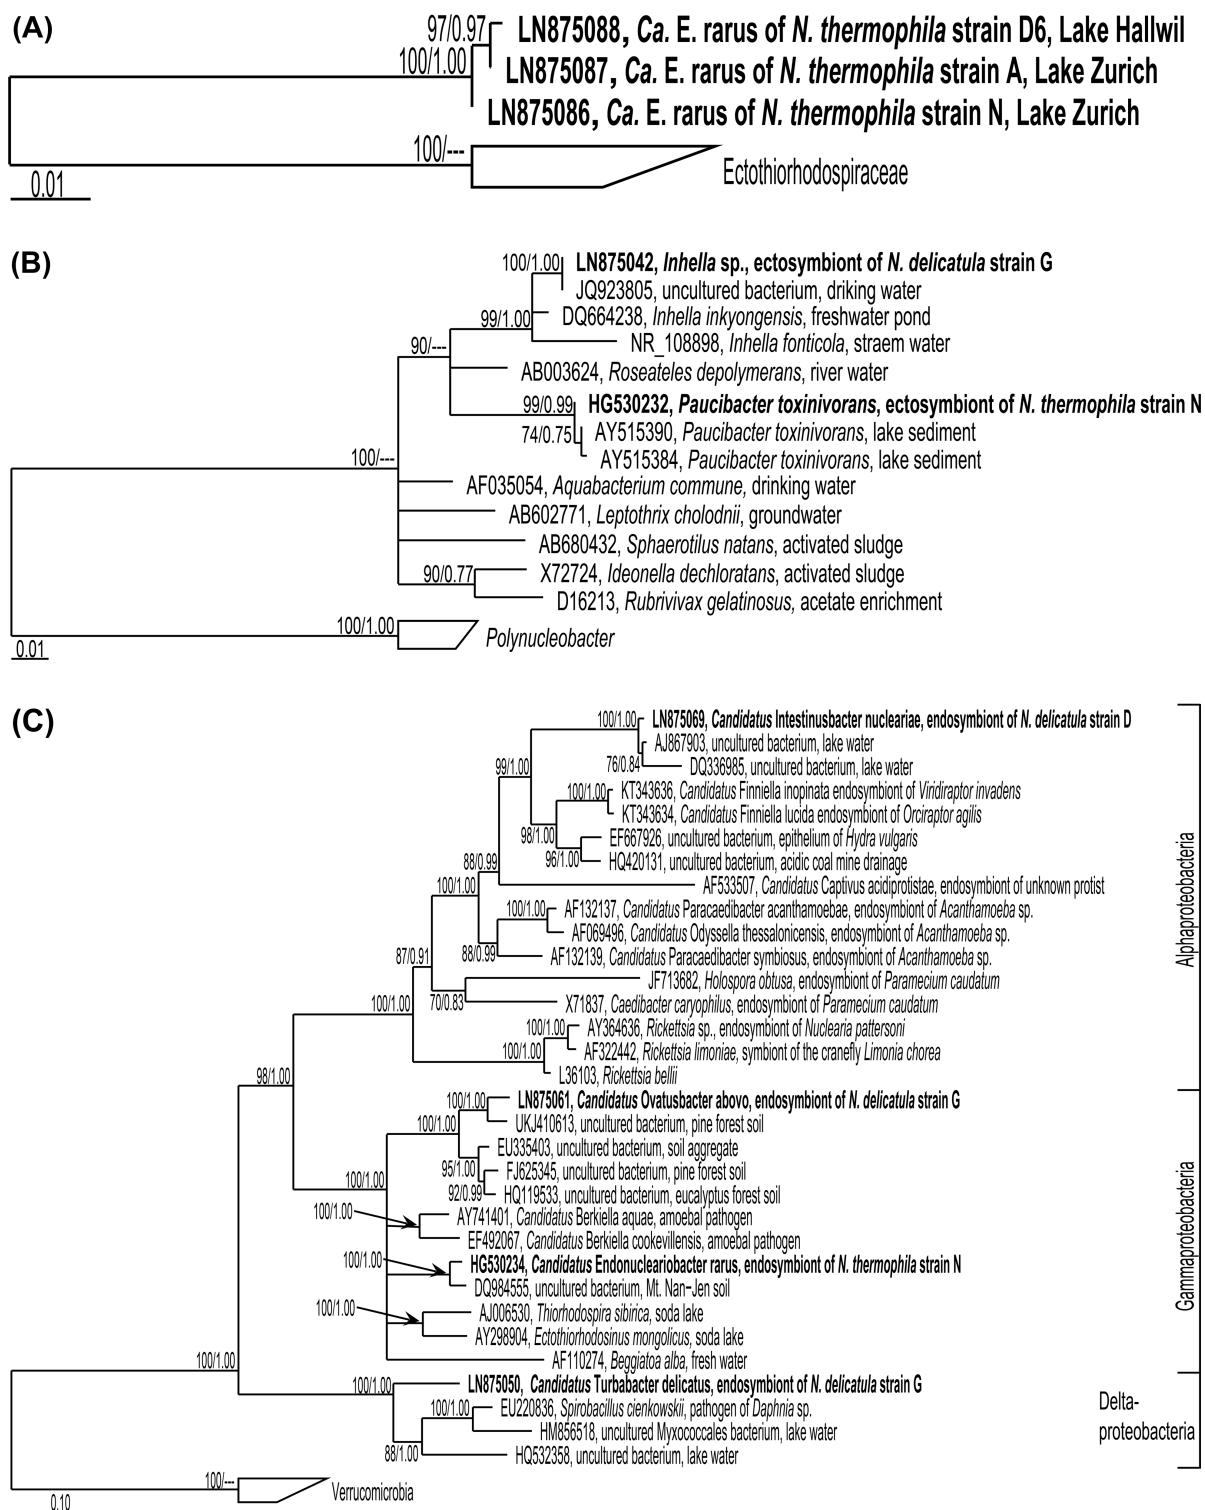 (A)
97/0.97
LN875088, Ca. E. rarus of N. thermophila strain D6, Lake Hallwil
100/1.00
LN875087, Ca. E. rarus of N. thermophila strain A, Lake Zurich
LN875086, Ca. E. rarus of N. thermophila strain N, Lake Zurich
100/---
Ectothiorhodospiraceae
0.01
(B)
100/1.00
LN875042, Inhella sp., ectosymbiont of N. delicatula strain G
JQ923805, uncultured bacterium, driking water
99/1.00
DQ664238, Inhella inkyongensis, freshwater pond
NR_108898, Inhella fonticola, straem water
90/---
AB003624, Roseateles depolymerans, river water
99/0.99
HG530232, Paucibacter toxinivorans, ectosymbiont of N. thermophila strain N
74/0.75
AY515390, Paucibacter toxinivorans, lake sediment
AY515384, Paucibacter toxinivorans, lake sediment
100/---
AF035054, Aquabacterium commune, drinking water
AB602771, Leptothrix cholodnii, groundwater
AB680432, Sphaerotilus natans, activated sludge
90/0.77
X72724, Ideonella dechloratans, activated sludge
D16213, Rubrivivax gelatinosus, acetate enrichment
100/1.00
Polynucleobacter
0.01
(C)
100/1.00
LN875069, Candidatus Intestinusbacter nucleariae, endosymbiont of N. delicatula strain D
AJ867903, uncultured bacterium, lake water
76/0.84
DQ336985, uncultured bacterium, lake water
99/1.00
100/1.00
KT343636, Candidatus Finniella inopinata endosymbiont of Viridiraptor invadens
KT343634, Candidatus Finniella lucida endosymbiont of Orciraptor agilis
98/1.00
EF667926, uncultured bacterium, epithelium of Hydra vulgaris
96/1.00
HQ420131, uncultured bacterium, acidic coal mine drainage
88/0.99
AF533507, Candidatus Captivus acidiprotistae, endosymbiont of unknown protist
100/1.00
100/1.00
AF132137, Candidatus Paracaedibacter acanthamoebae, endosymbiont of Acanthamoeba sp.
AF069496, Candidatus Odyssella thessalonicensis, endosymbiont of Acanthamoeba sp.
88/0.99
AF132139, Candidatus Paracaedibacter symbiosus, endosymbiont of Acanthamoeba sp.
87/0.91
JF713682, Holospora obtusa, endosymbiont of Paramecium caudatum
70/0.83
X71837, Caedibacter caryophilus, endosymbiont of Paramecium caudatum
100/1.00
100/1.00
AY364636, Rickettsia sp., endosymbiont of Nuclearia pattersoni
100/1.00
AF322442, Rickettsia limoniae, symbiont of the cranefly Limonia chorea
L36103, Rickettsia bellii
Alphaproteobacteria
98/1.00
100/1.00
LN875061, Candidatus Ovatusbacter abovo, endosymbiont of N. delicatula strain G
100/1.00
UKJ410613, uncultured bacterium, pine forest soil
EU335403, uncultured bacterium, soil aggregate
95/1.00
FJ625345, uncultured bacterium, pine forest soil
100/1.00
92/0.99
HQ119533, uncultured bacterium, eucalyptus forest soil
100/1.00
AY741401, Candidatus Berkiella aquae, amoebal pathogen
EF492067, Candidatus Berkiella cookevillensis, amoebal pathogen
100/1.00
HG530234, Candidatus Endonucleariobacter rarus, endosymbiont of N. thermophila strain N
DQ984555, uncultured bacterium, Mt. Nan-Jen soil
100/1.00
AJ006530, Thiorhodospira sibirica, soda lake
AY298904, Ectothiorhodosinus mongolicus, soda lake
AF110274, Beggiatoa alba, fresh water
Gammaproteobacteria
100/1.00
100/1.00
LN875050, Candidatus Turbabacter delicatus, endosymbiont of N. delicatula strain G
100/1.00
EU220836, Spirobacillus cienkowskii, pathogen of Daphnia sp.
HM856518, uncultured Myxococcales bacterium, lake water
88/1.00
HQ532358, uncultured bacterium, lake water
Delta-
proteobacteria
100/---
Verrucomicrobia
0.10